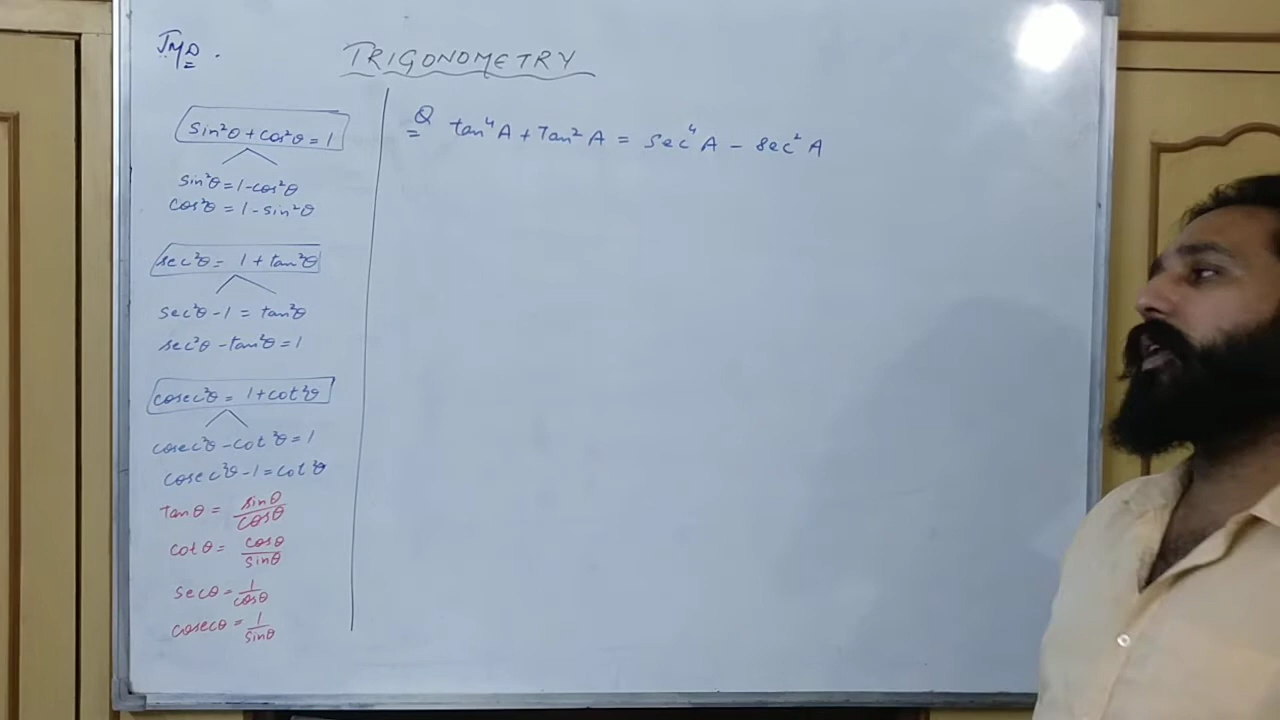 JMD.
TRIGONOMETRY
sin²θ + cos²θ = 1
sin²θ = 1 - cos²θ
cos²θ = 1 - sin²θ
sec²θ = 1 + tan²θ
sec²θ - 1 = tan²θ
sec²θ - tan²θ = 1
cosec²θ = 1 + cot²θ
cosec²θ - cot²θ = 1
cosec²θ - 1 = cot²θ
tanθ = sinθ/cosθ
cotθ = cosθ/sinθ
secθ = 1/cosθ
cosecθ = 1/sinθ
Q tan⁴A + Tan²A = sec⁴A - sec²A